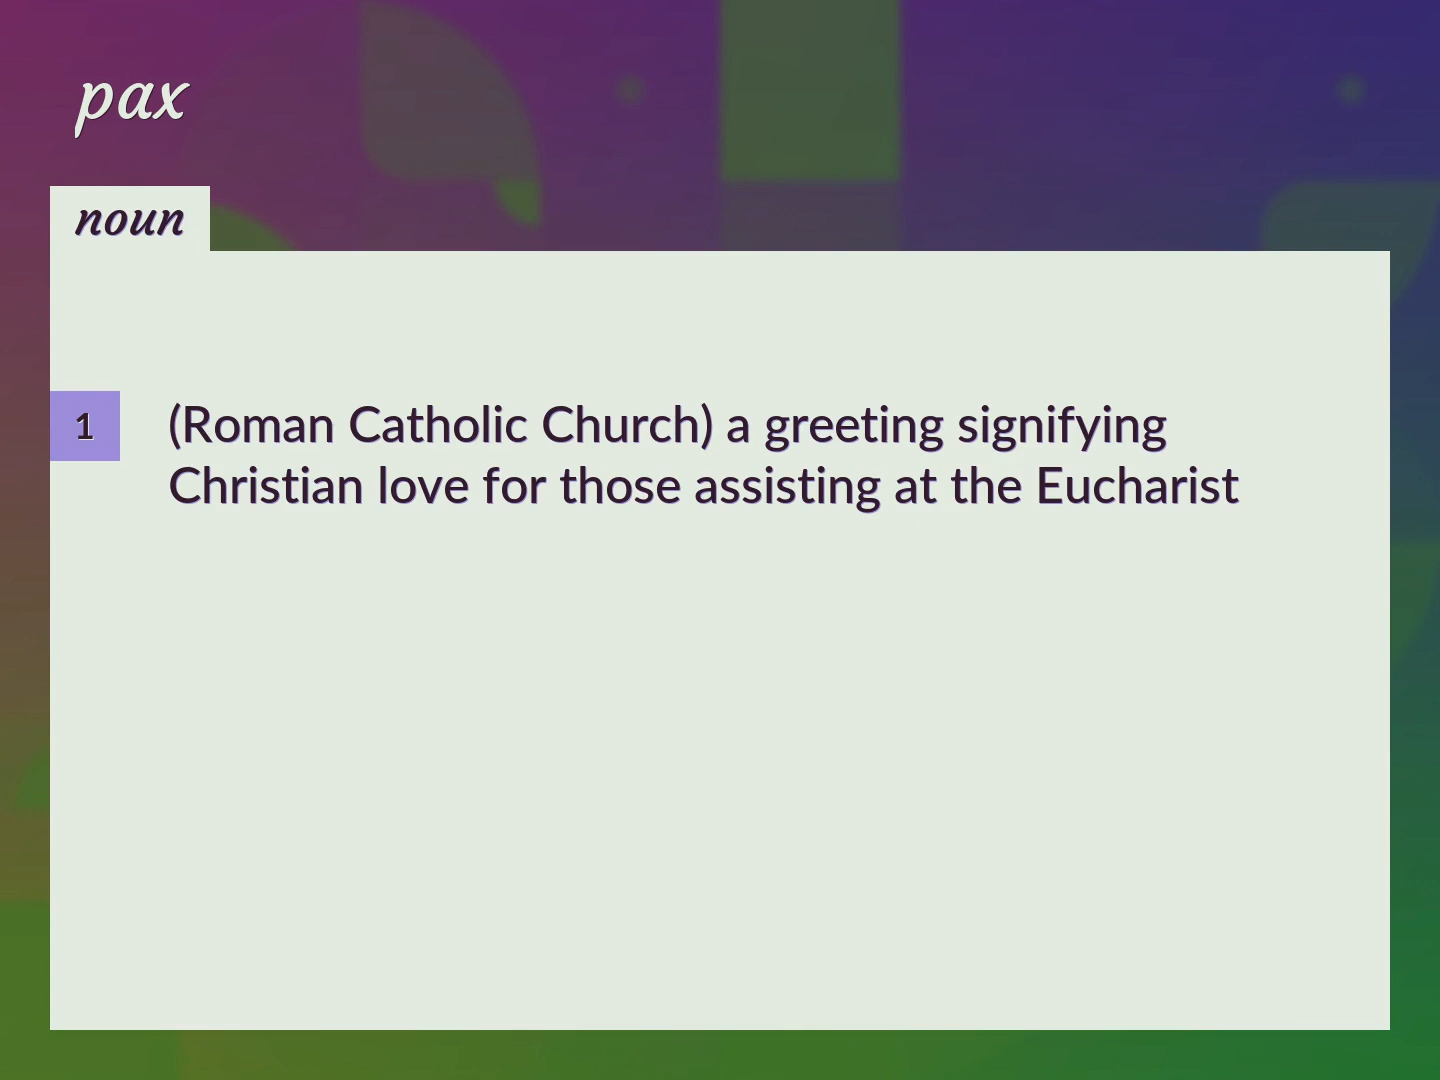 pax
noun
1
(Roman Catholic Church) a greeting signifying
Christian love for those assisting at the Eucharist